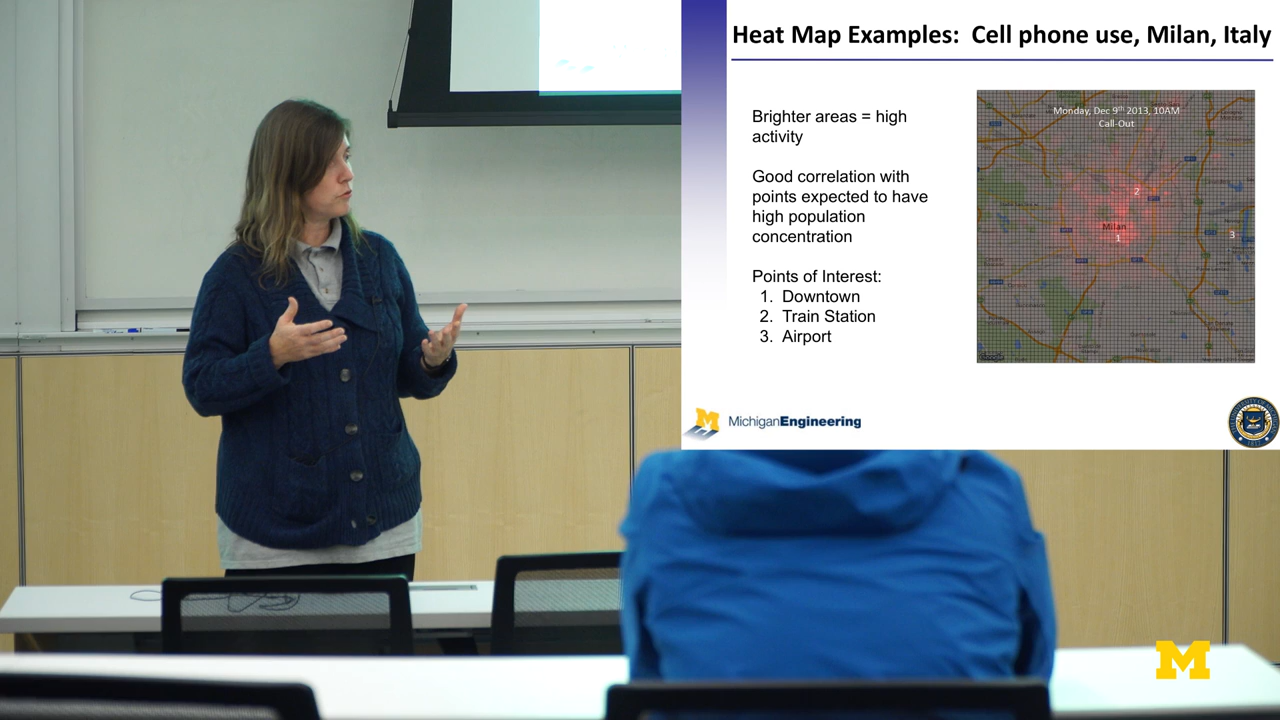 Heat Map Examples: Cell phone use, Milan, Italy
Brighter areas = high
activity
Good correlation with
points expected to have
high population
concentration
Points of Interest:
1. Downtown
2. Train Station
3. Airport
Monday, Dec 9th 2013, 10AM
Call-Out
2
Milan
1
3
Google
M
MichiganEngineering
M